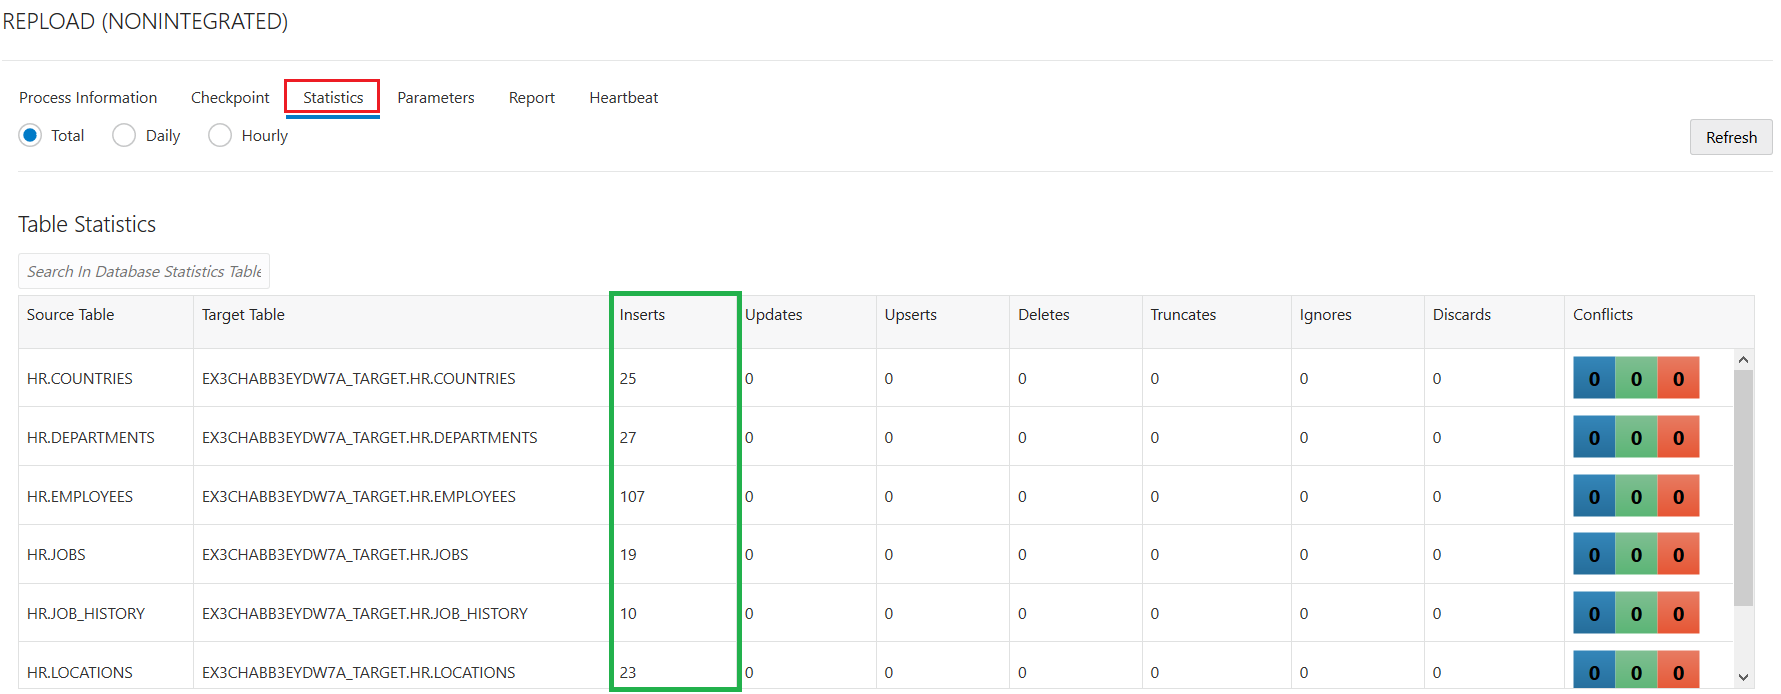 REPLOAD (NONINTEGRATED)
Process Information Checkpoint Statistics Parameters Report Heartbeat
Total Daily Hourly
Refresh
Table Statistics
Search In Database Statistics Table
Source Table Target Table Inserts Updates Upserts Deletes Truncates Ignores Discards Conflicts
HR.COUNTRIES EX3CHABB3EYDW7A_TARGET.HR.COUNTRIES 25 0 0 0 0 0 0 0 0 0
HR.DEPARTMENTS EX3CHABB3EYDW7A_TARGET.HR.DEPARTMENTS 27 0 0 0 0 0 0 0 0 0
HR.EMPLOYEES EX3CHABB3EYDW7A_TARGET.HR.EMPLOYEES 107 0 0 0 0 0 0 0 0 0
HR.JOBS EX3CHABB3EYDW7A_TARGET.HR.JOBS 19 0 0 0 0 0 0 0 0 0
HR.JOB_HISTORY EX3CHABB3EYDW7A_TARGET.HR.JOB_HISTORY 10 0 0 0 0 0 0 0 0 0
HR.LOCATIONS EX3CHABB3EYDW7A_TARGET.HR.LOCATIONS 23 0 0 0 0 0 0 0 0 0